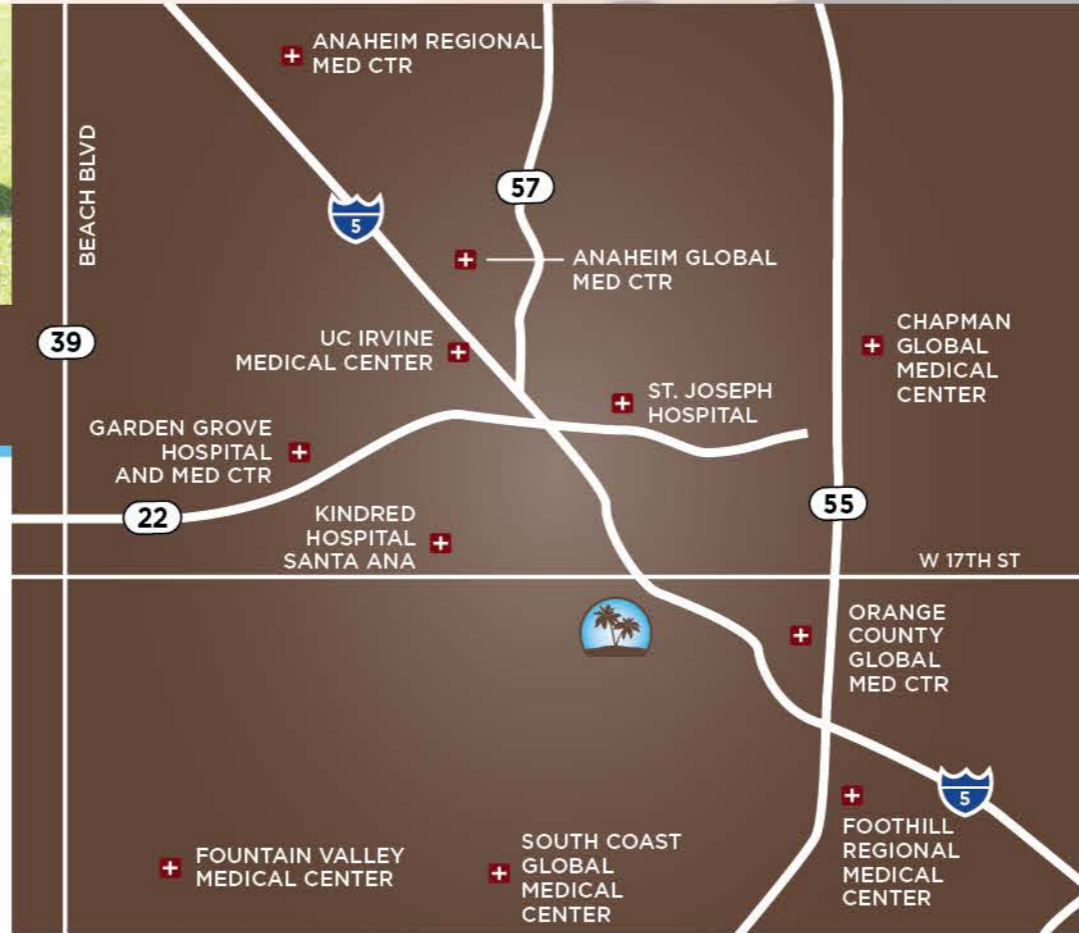 ANAHEIM REGIONAL
MED CTR
BEACH BLVD
57
5
ANAHEIM GLOBAL
MED CTR
39
UC IRVINE
MEDICAL CENTER
CHAPMAN
GLOBAL
MEDICAL
CENTER
ST. JOSEPH
HOSPITAL
GARDEN GROVE
HOSPITAL
AND MED CTR
22
55
KINDRED
HOSPITAL
SANTA ANA
W 17TH ST
ORANGE
COUNTY
GLOBAL
MED CTR
5
FOOTHILL
REGIONAL
MEDICAL
CENTER
SOUTH COAST
GLOBAL
MEDICAL
CENTER
FOUNTAIN VALLEY
MEDICAL CENTER